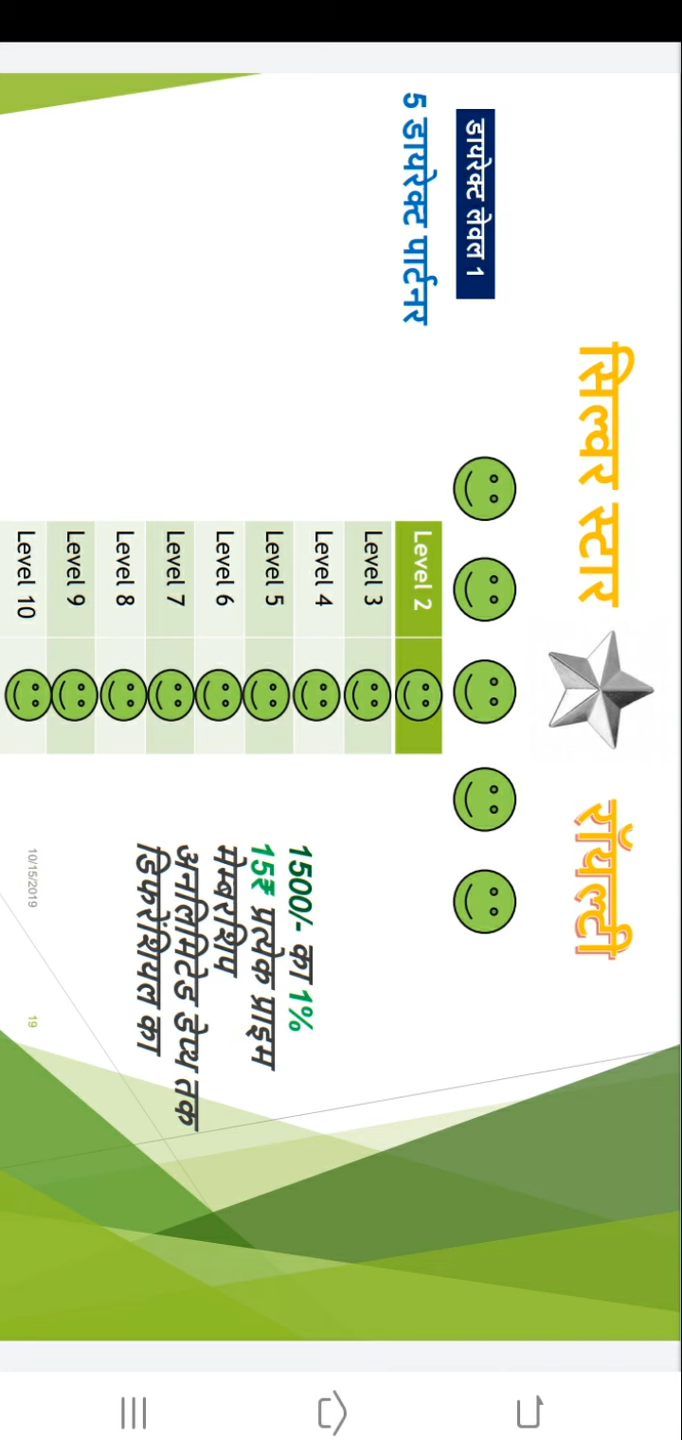 सिल्वर स्टार रॉयल्टी
डायरेक्ट लेवल 1
5 डायरेक्ट पार्टनर
Level 2
Level 3
Level 4
Level 5
Level 6
Level 7
Level 8
Level 9
Level 10
1500/- का 1%
15₹ प्रत्येक प्राइम
मेम्बरशिप
अनलिमिटेड डेप्थ तक
डिफरेंशियल का
10/15/2019
19